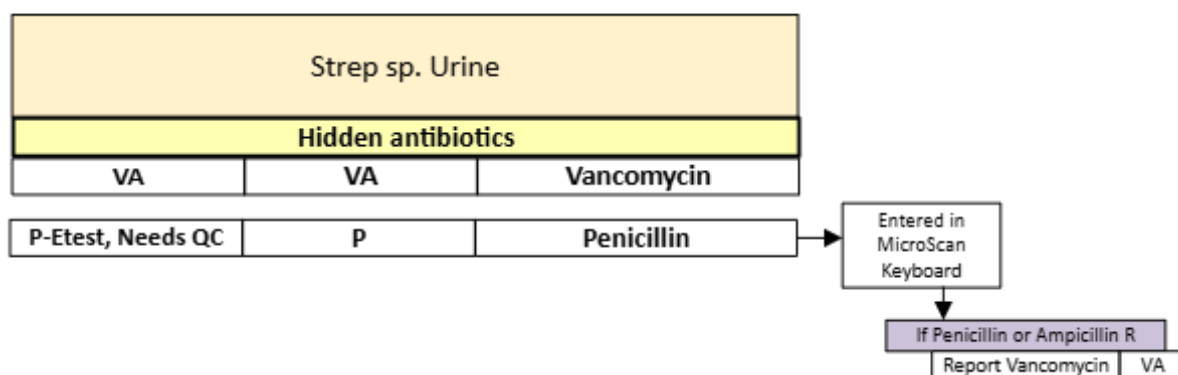 Strep sp. Urine
Hidden antibiotics
VA VA Vancomycin
P-Etest, Needs QC P Penicillin
Entered in
MicroScan
Keyboard
If Penicillin or Ampicillin R
Report Vancomycin VA